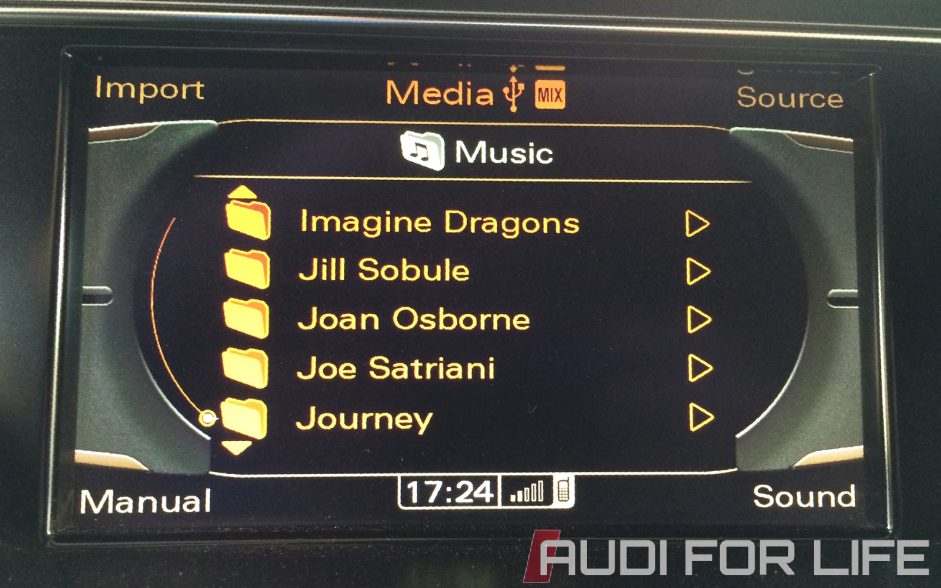 Import Media MIX Source
Music
Imagine Dragons
Jill Sobule
Joan Osborne
Joe Satriani
Journey
Manual 17:24 Sound
AUDI FOR LIFE